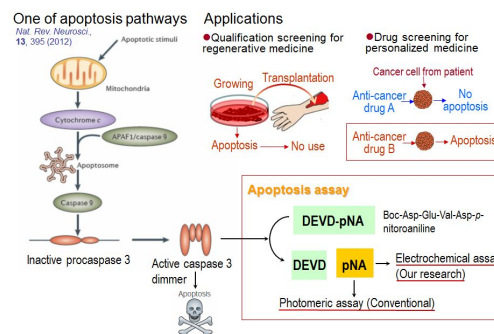 One of apoptosis pathways
Nat. Rev. Neurosci.,
13, 395 (2012)
Apoptotic stimuli
Mitochondria
Cytochrome c
APAF1/caspase 9
Apoptosome
Caspase 9
Inactive procaspase 3
Active caspase 3
dimmer
Apoptosis
Applications
Qualification screening for
regenerative medicine
Growing
Transplantation
Apoptosis
No use
Drug screening for
personalized medicine
Cancer cell from patient
Anti-cancer
drug A
No
apoptosis
Anti-cancer
drug B
Apoptosis
Apoptosis assay
DEVD-pNA
Boc-Asp-Glu-Val-Asp-p-
nitroaniline
DEVD
pNA
Electrochemical assa
(Our research)
Photomeric assay (Conventional)